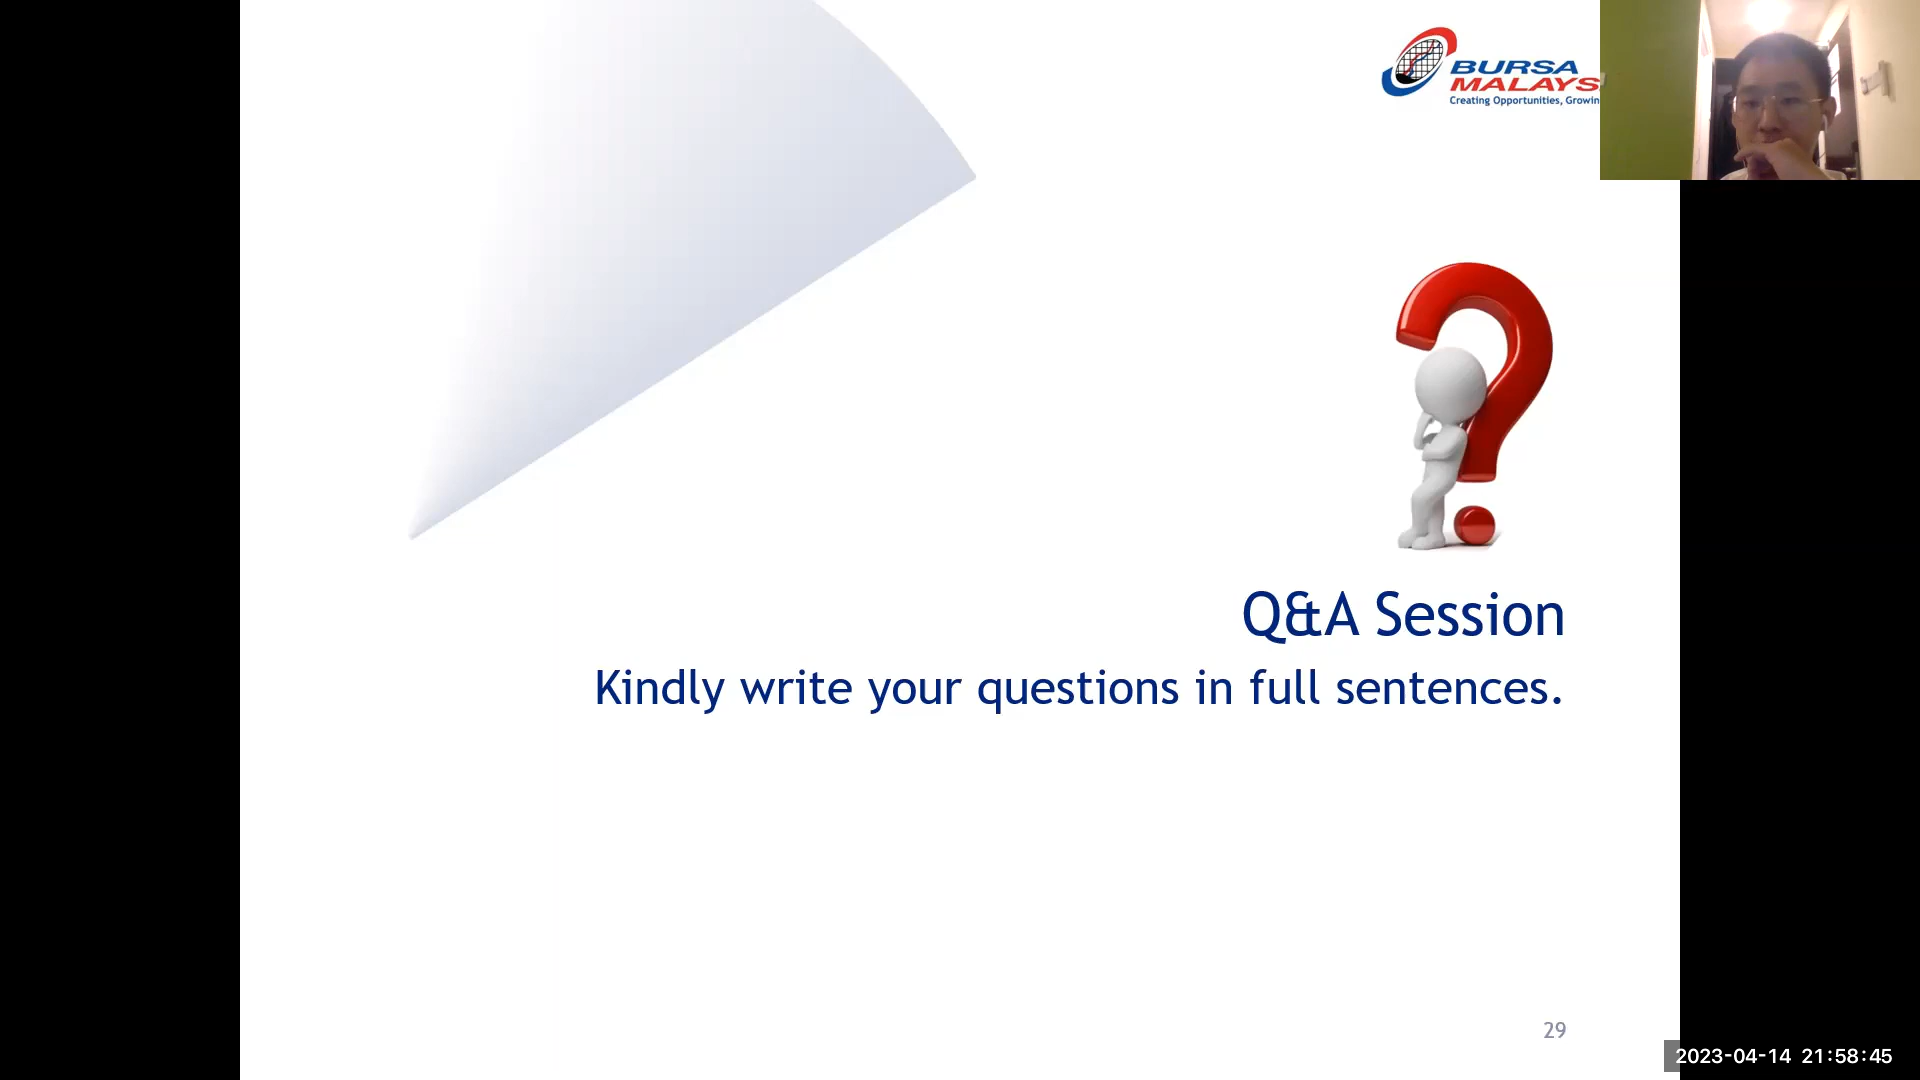 BURSA
MALAYS
Creating Opportunities, Growin
Q&A Session
Kindly write your questions in full sentences.
29
2023-04-14 21:58:45